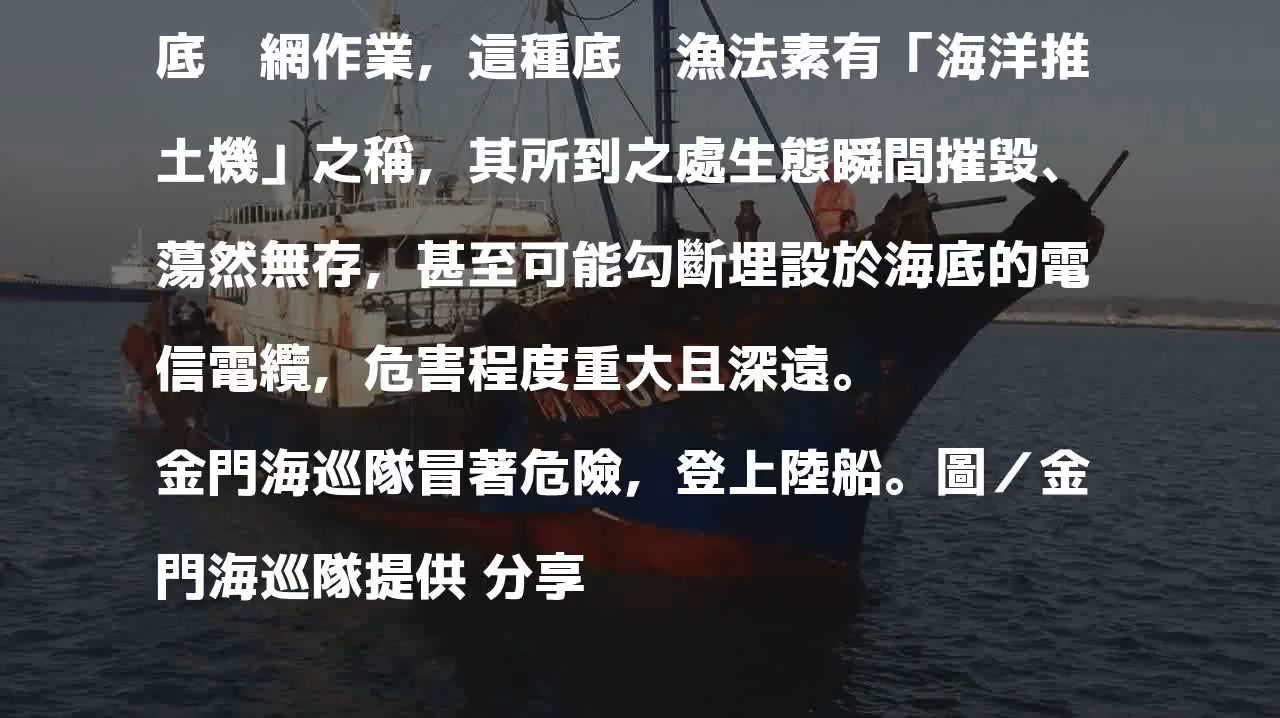 底　網作業，這種底　漁法素有「海洋推
土機」之稱，其所到之處生態瞬間摧毀、
蕩然無存，甚至可能勾斷埋設於海底的電
信電纜，危害程度重大且深遠。
金門海巡隊冒著危險，登上陸船。圖／金
門海巡隊提供 分享